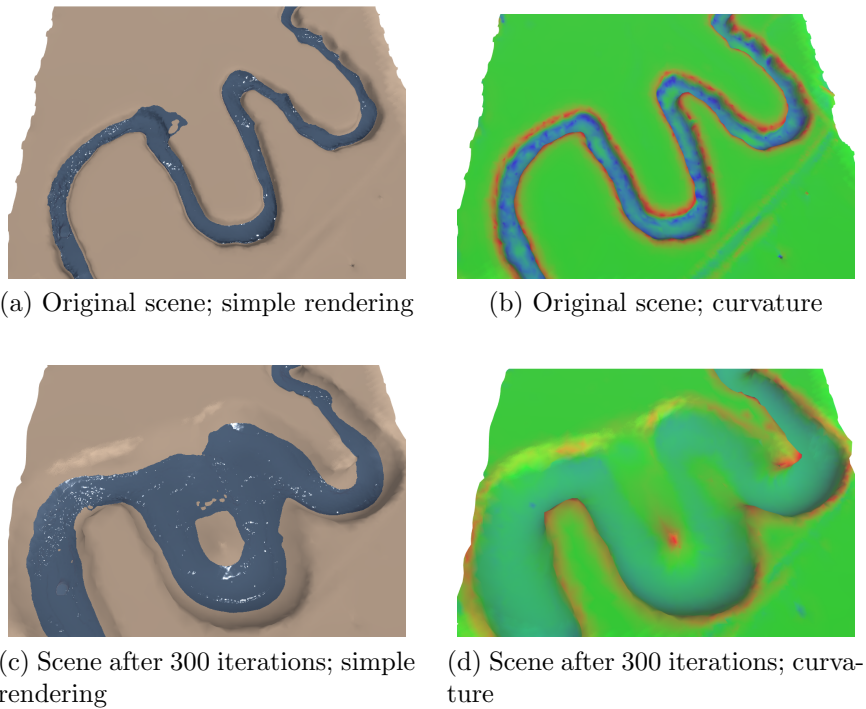 (a) Original scene; simple rendering
(b) Original scene; curvature
(c) Scene after 300 iterations; simple
rendering
(d) Scene after 300 iterations; curva-
ture